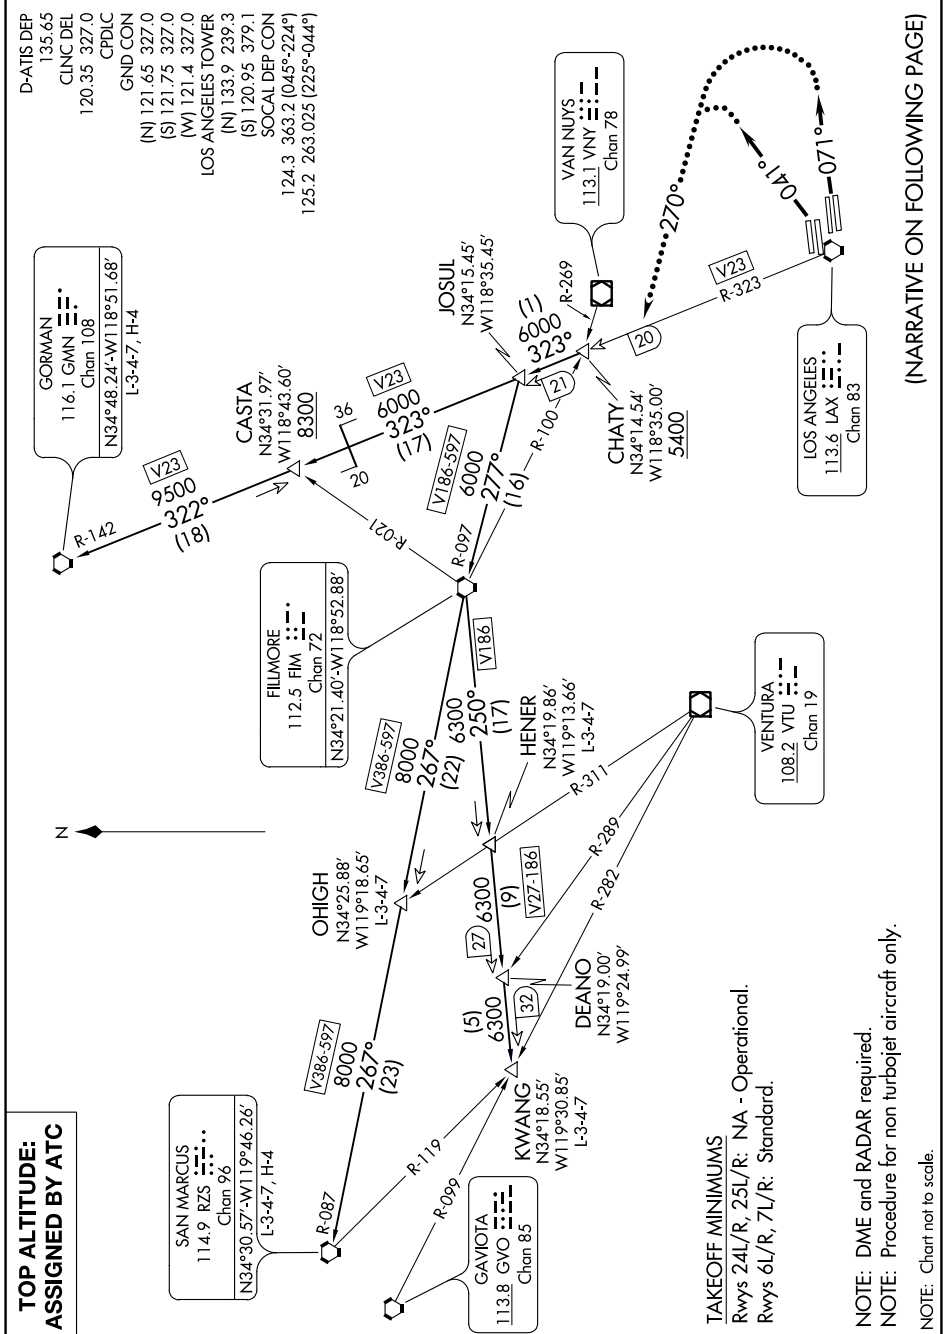 TOP ALTITUDE:
ASSIGNED BY ATC
D-ATIS DEP
135.65
CLNC DEL
120.35 327.0
CPDLC
GND CON
(N) 121.65 327.0
(S) 121.75 327.0
(W) 121.4 327.0
LOS ANGELES TOWER
(N) 133.9 239.3
(S) 120.95 379.1
SOCAL DEP CON
124.3 363.2 (045°-224°)
125.2 263.025 (225°-044°)
GORMAN
116.1 GMN
Chan 108
N34°48.24'-W118°51.68'
L-3-4-7, H-4
R-142
V23
9500
322°
(18)
CASTA
N34°31.97'
W118°43.60'
8300
36
20
V23
6000
323°
(17)
JOSUL
N34°15.45'
W118°35.45'
(1)
6000
323°
21
VAN NUYS
113.1 VNY
Chan 78
R-269
CHATY
N34°14.54'
W118°35.00'
5400
20
V23
R-323
270°
041°
071°
LOS ANGELES
113.6 LAX
Chan 83
V186-597
6000
277°
(16)
R-100
R-097
R-021
FILLMORE
112.5 FIM
Chan 72
N34°21.40'-W118°52.88'
V186
6300
250°
(17)
V386-597
8000
267°
(22)
HENER
N34°19.86'
W119°13.66'
L-3-4-7
OHIGH
N34°25.88'
W119°18.65'
L-3-4-7
N
R-311
R-289
R-282
VENTURA
108.2 VTU
Chan 19
6300
(9)
V27-186
27
DEANO
N34°19.00'
W119°24.99'
(5)
6300
32
KWANG
N34°18.55'
W119°30.85'
L-3-4-7
V386-597
8000
267°
(23)
SAN MARCUS
114.9 RZS
Chan 96
N34°30.57'-W119°46.26'
L-3-4-7, H-4
R-087
R-119
R-099
GAVIOTA
113.8 GVO
Chan 85
TAKEOFF MINIMUMS
Rwys 24L/R, 25L/R: NA - Operational.
Rwys 6L/R, 7L/R: Standard.
NOTE: DME and RADAR required.
NOTE: Procedure for non turbojet aircraft only.
NOTE: Chart not to scale.
(NARRATIVE ON FOLLOWING PAGE)